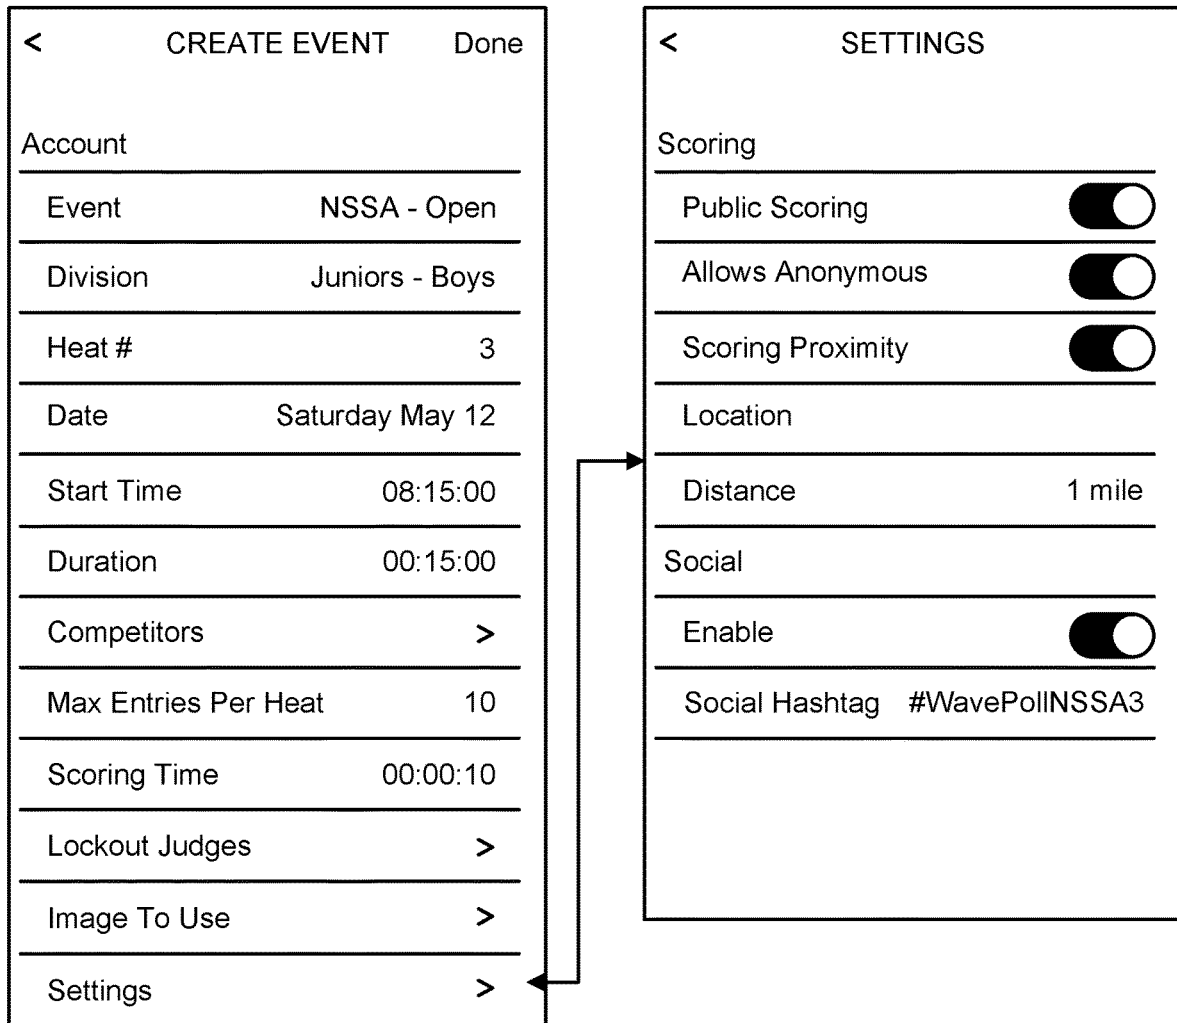 < CREATE EVENT Done
Account
Event NSSA - Open
Division Juniors - Boys
Heat # 3
Date Saturday May 12
Start Time 08:15:00
Duration 00:15:00
Competitors >
Max Entries Per Heat 10
Scoring Time 00:00:10
Lockout Judges >
Image To Use >
Settings >
< SETTINGS
Scoring
Public Scoring
Allows Anonymous
Scoring Proximity
Location
Distance 1 mile
Social
Enable
Social Hashtag #WavePollNSSA3